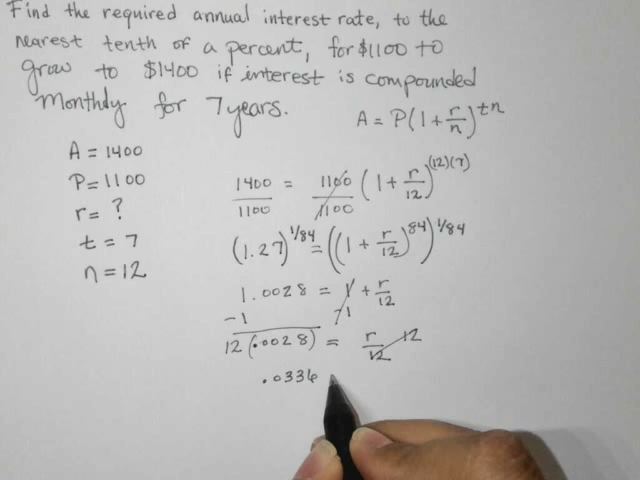 Find the required annual interest rate, to the
nearest tenth of a percent, for $1100 to
grow to $1400 if interest is compounded
monthly for 7 years.
A = P(1 + r/n)^tn
A = 1400
P = 1100
r = ?
t = 7
n = 12
1400/1100 = 1100/1100 (1 + r/12)^(12)(7)
(1.27)^1/84 = ((1 + r/12)^84)^1/84
1.0028 = 1 + r/12
-1 -1
12(.0028) = r/12 12
.0336